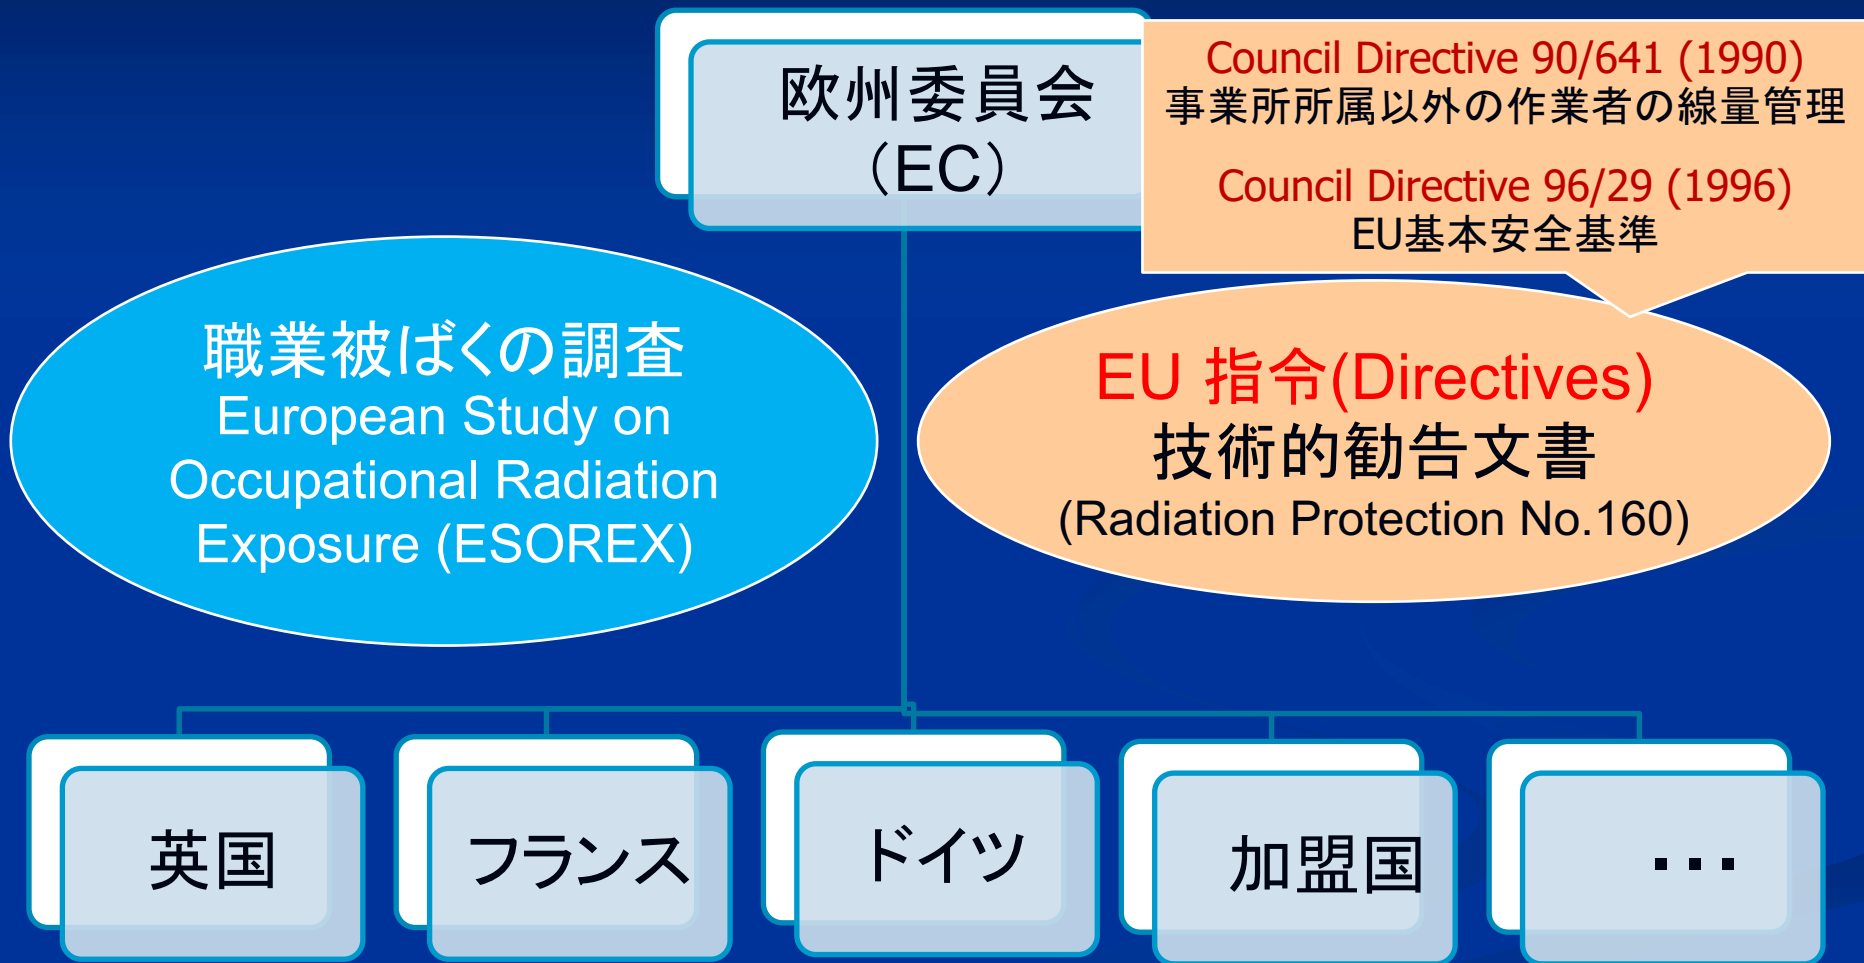 欧州委員会
（EC）
Council Directive 90/641 (1990)
事業所所属以外の作業者の線量管理
Council Directive 96/29 (1996)
EU基本安全基準
職業被ばくの調査
European Study on
Occupational Radiation
Exposure (ESOREX)
EU 指令(Directives)
技術的勧告文書
(Radiation Protection No.160)
英国
フランス
ドイツ
加盟国
…